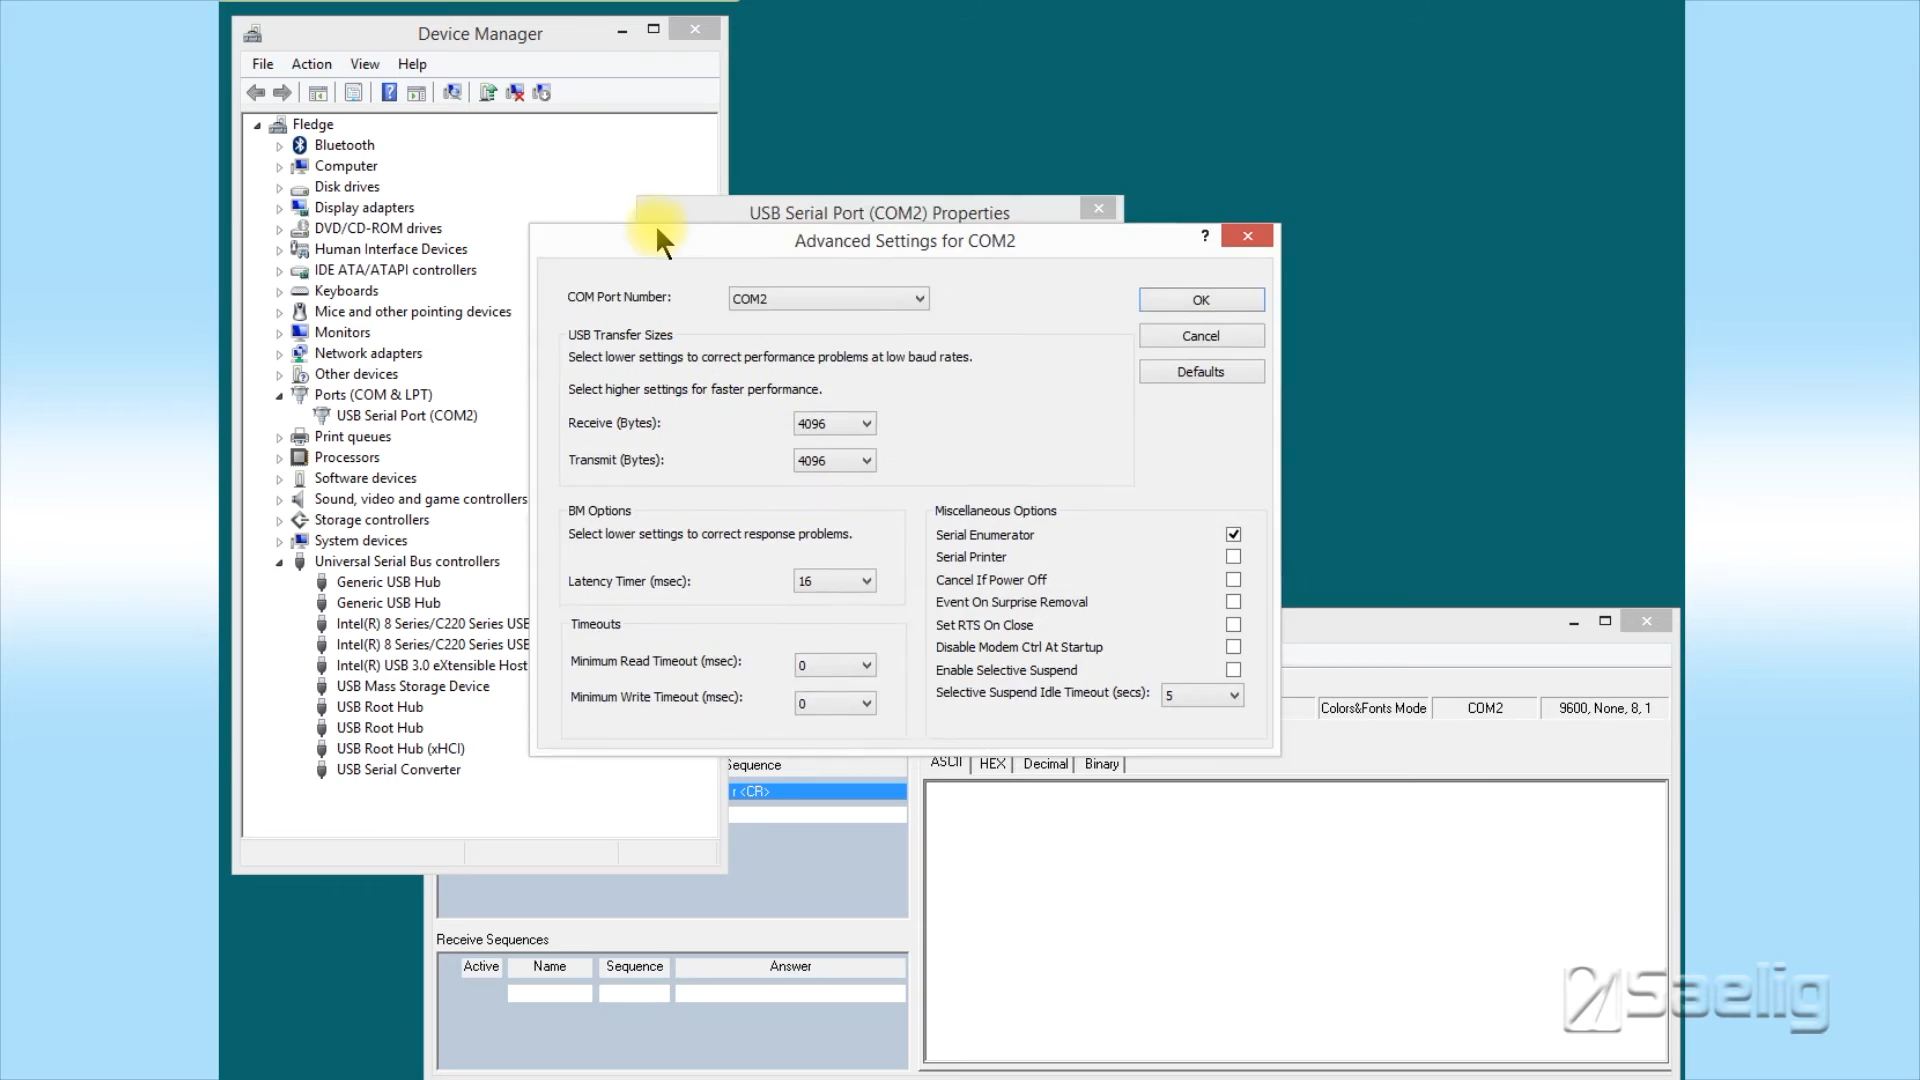 Device Manager
File Action View Help
Fledge
Bluetooth
Computer
Disk drives
Display adapters
DVD/CD-ROM drives
Human Interface Devices
IDE ATA/ATAPI controllers
Keyboards
Mice and other pointing devices
Monitors
Network adapters
Other devices
Ports (COM & LPT)
USB Serial Port (COM2)
Print queues
Processors
Software devices
Sound, video and game controllers
Storage controllers
System devices
Universal Serial Bus controllers
Generic USB Hub
Generic USB Hub
Intel(R) 8 Series/C220 Series USB
Intel(R) 8 Series/C220 Series USB
Intel(R) USB 3.0 eXtensible Host
USB Mass Storage Device
USB Root Hub
USB Root Hub
USB Root Hub (xHCI)
USB Serial Converter
USB Serial Port (COM2) Properties
Advanced Settings for COM2
?
COM Port Number: COM2
OK
Cancel
Defaults
USB Transfer Sizes
Select lower settings to correct performance problems at low baud rates.
Select higher settings for faster performance.
Receive (Bytes): 4096
Transmit (Bytes): 4096
BM Options
Select lower settings to correct response problems.
Latency Timer (msec): 16
Timeouts
Minimum Read Timeout (msec): 0
Minimum Write Timeout (msec): 0
Miscellaneous Options
Serial Enumerator
Serial Printer
Cancel If Power Off
Event On Surprise Removal
Set RTS On Close
Disable Modem Ctrl At Startup
Enable Selective Suspend
Selective Suspend Idle Timeout (secs): 5
Colors&Fonts Mode COM2 9600, None, 8, 1
Sequence
r <CR>
ASCII HEX Decimal Binary
Receive Sequences
Active Name Sequence Answer
Saelig